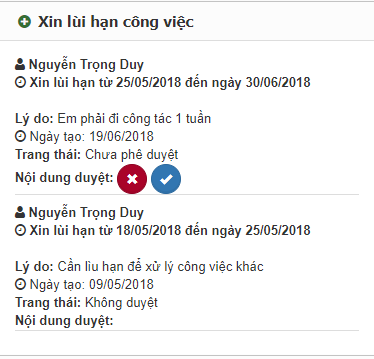 Xin lùi hạn công việc
Nguyễn Trọng Duy
Xin lùi hạn từ 25/05/2018 đến ngày 30/06/2018
Lý do: Em phải đi công tác 1 tuần
Ngày tạo: 19/06/2018
Trang thái: Chưa phê duyệt
Nội dung duyệt:
Nguyễn Trọng Duy
Xin lùi hạn từ 18/05/2018 đến ngày 25/05/2018
Lý do: Cần lìu hạn để xử lý công việc khác
Ngày tạo: 09/05/2018
Trang thái: Không duyệt
Nội dung duyệt: